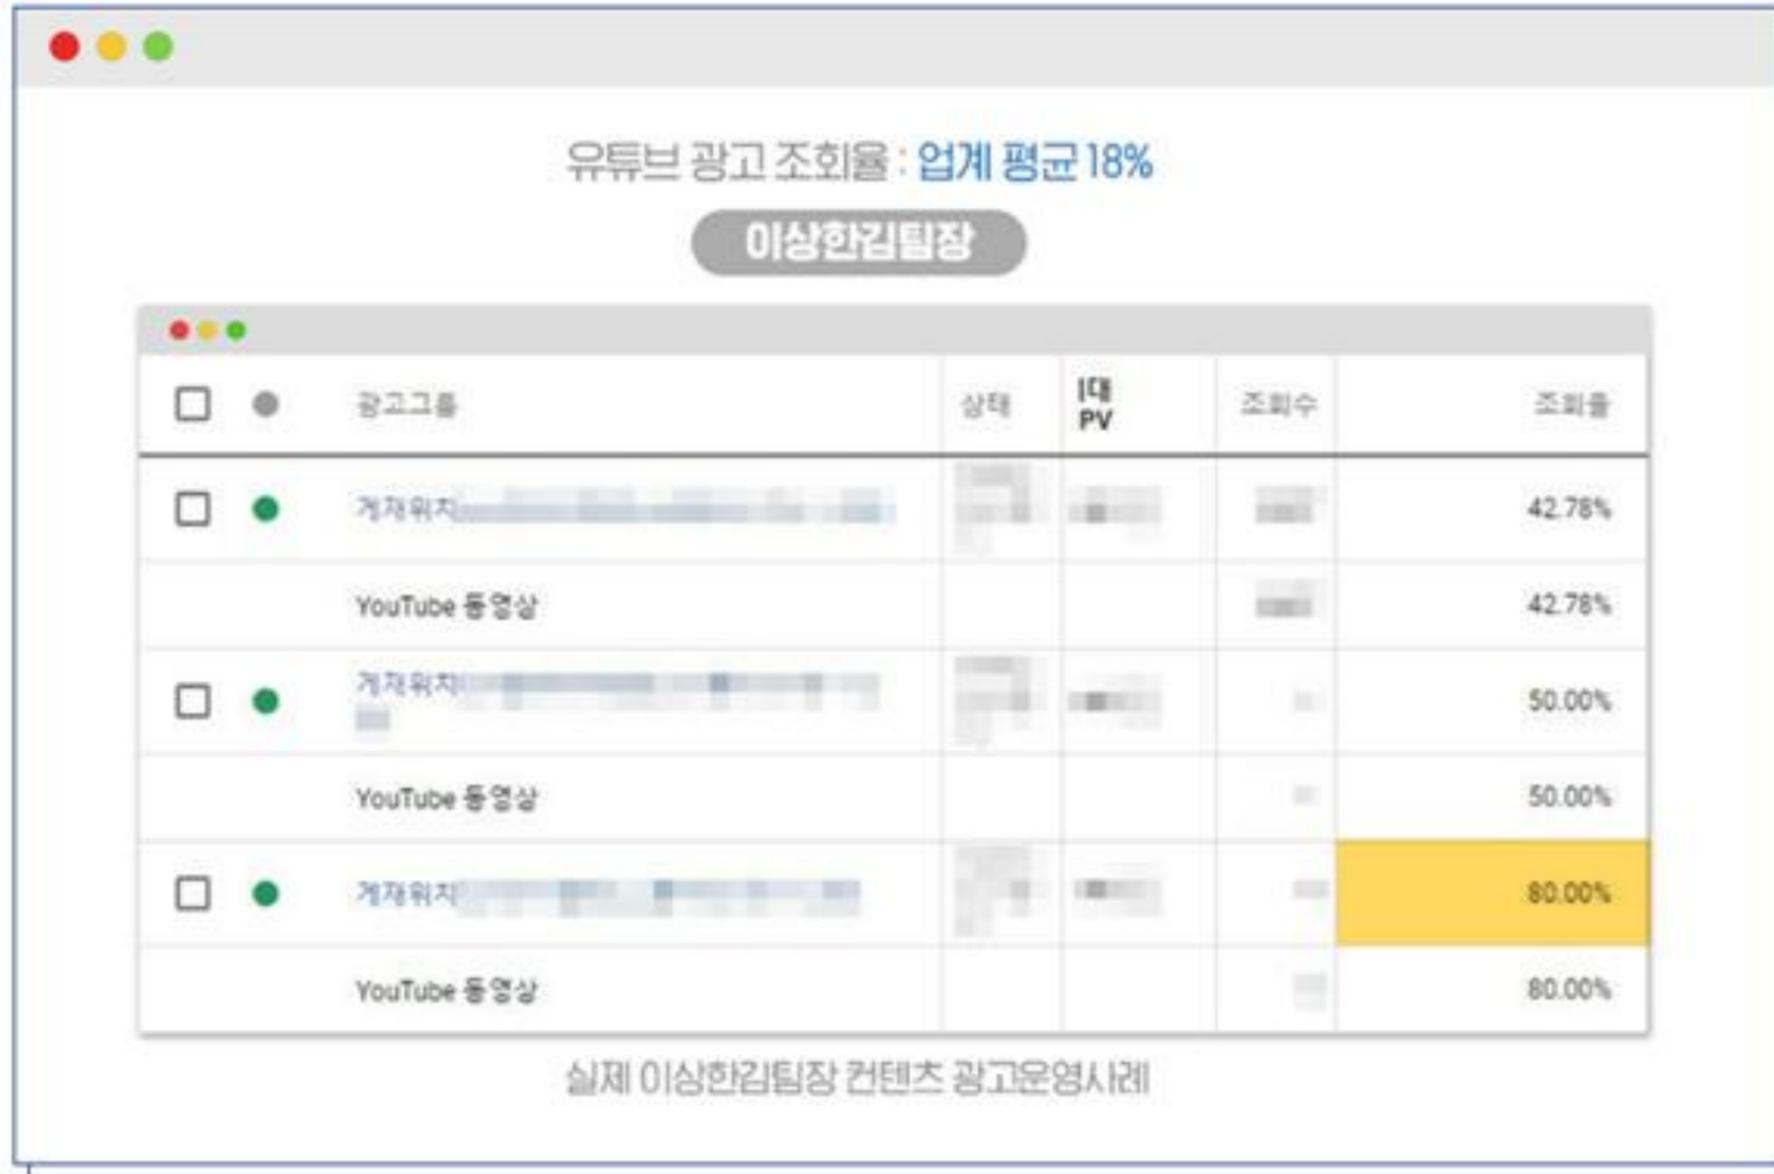 유튜브 광고 조회율 : 업계 평균 18%
이상한김팀장
광고그룹 상태 대 PV 조회수 조회율
게재위치 42.78%
YouTube 동영상 42.78%
게재위치 50.00%
YouTube 동영상 50.00%
게재위치 80.00%
YouTube 동영상 80.00%
실제 이상한김팀장 컨텐츠 광고운영사례